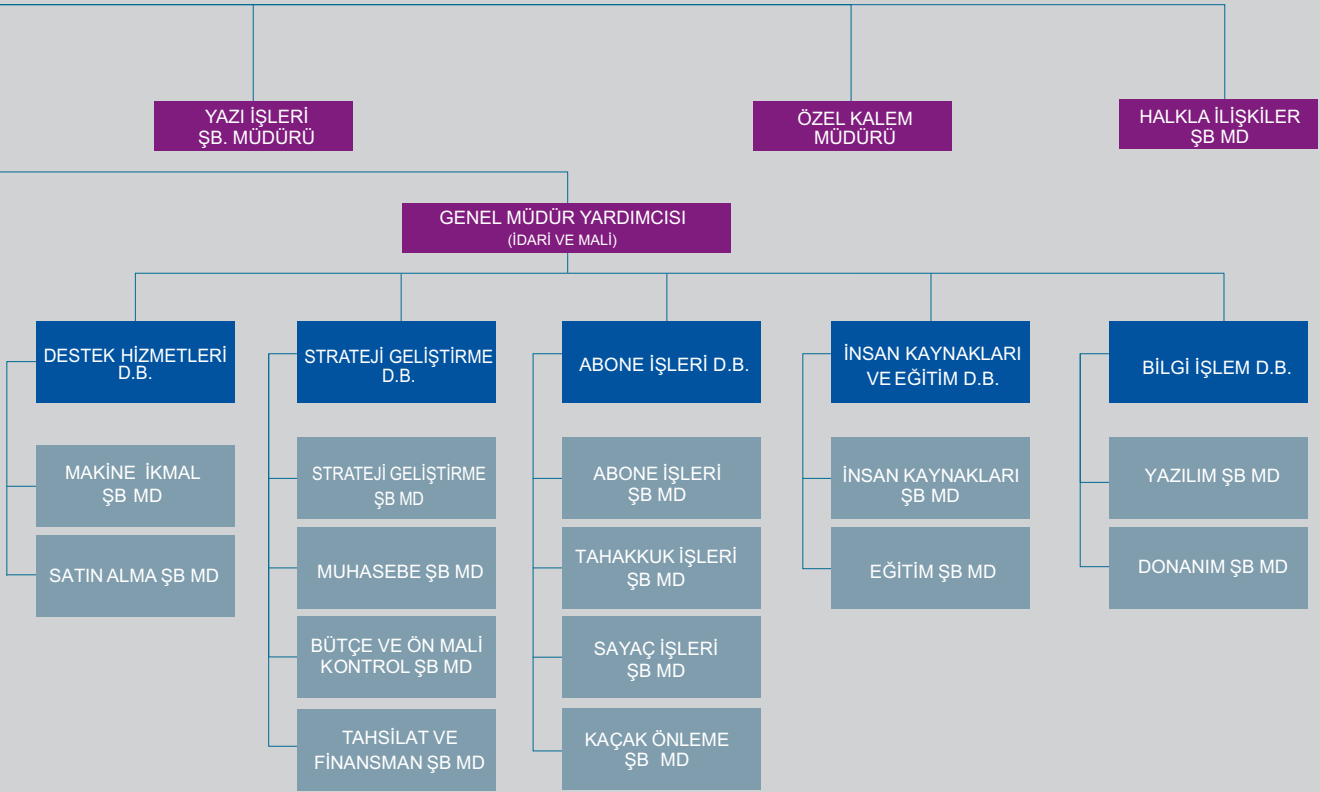 YAZI İŞLERİ
ŞB. MÜDÜRÜ
ÖZEL KALEM
MÜDÜRÜ
HALKLA İLİŞKİLER
ŞB MD
GENEL MÜDÜR YARDIMCISI
(İDARİ VE MALİ)
DESTEK HİZMETLERİ
D.B.
MAKİNE İKMAL
ŞB MD
SATIN ALMA ŞB MD
STRATEJİ GELİŞTİRME
D.B.
STRATEJİ GELİŞTİRME
ŞB MD
MUHASEBE ŞB MD
BÜTÇE VE ÖN MALİ
KONTROL ŞB MD
TAHSİLAT VE
FİNANSMAN ŞB MD
ABONE İŞLERİ D.B.
ABONE İŞLERİ
ŞB MD
TAHAKKUK İŞLERİ
ŞB MD
SAYAÇ İŞLERİ
ŞB MD
KAÇAK ÖNLEME
ŞB MD
İNSAN KAYNAKLARI
VE EĞİTİM D.B.
İNSAN KAYNAKLARI
ŞB MD
EĞİTİM ŞB MD
BİLGİ İŞLEM D.B.
YAZILIM ŞB MD
DONANIM ŞB MD